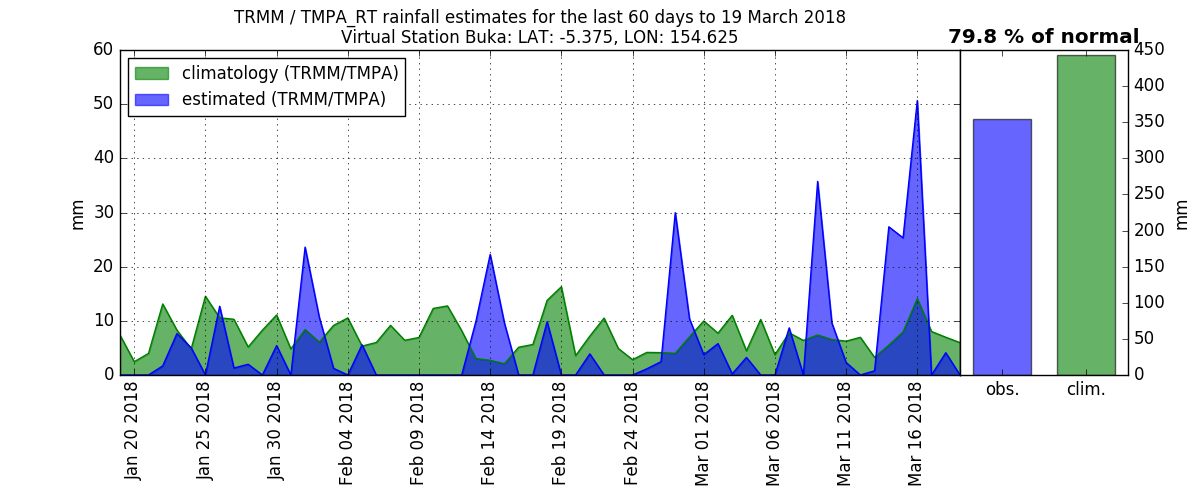 TRMM / TMPA_RT rainfall estimates for the last 60 days to 19 March 2018
Virtual Station Buka: LAT: -5.375, LON: 154.625
79.8 % of normal
climatology (TRMM/TMPA)
estimated (TRMM/TMPA)
60
50
40
30
20
10
0
mm
Jan 20 2018
Jan 25 2018
Jan 30 2018
Feb 04 2018
Feb 09 2018
Feb 14 2018
Feb 19 2018
Feb 24 2018
Mar 01 2018
Mar 06 2018
Mar 11 2018
Mar 16 2018
450
400
350
300
250
200
150
100
50
0
mm
obs.
clim.